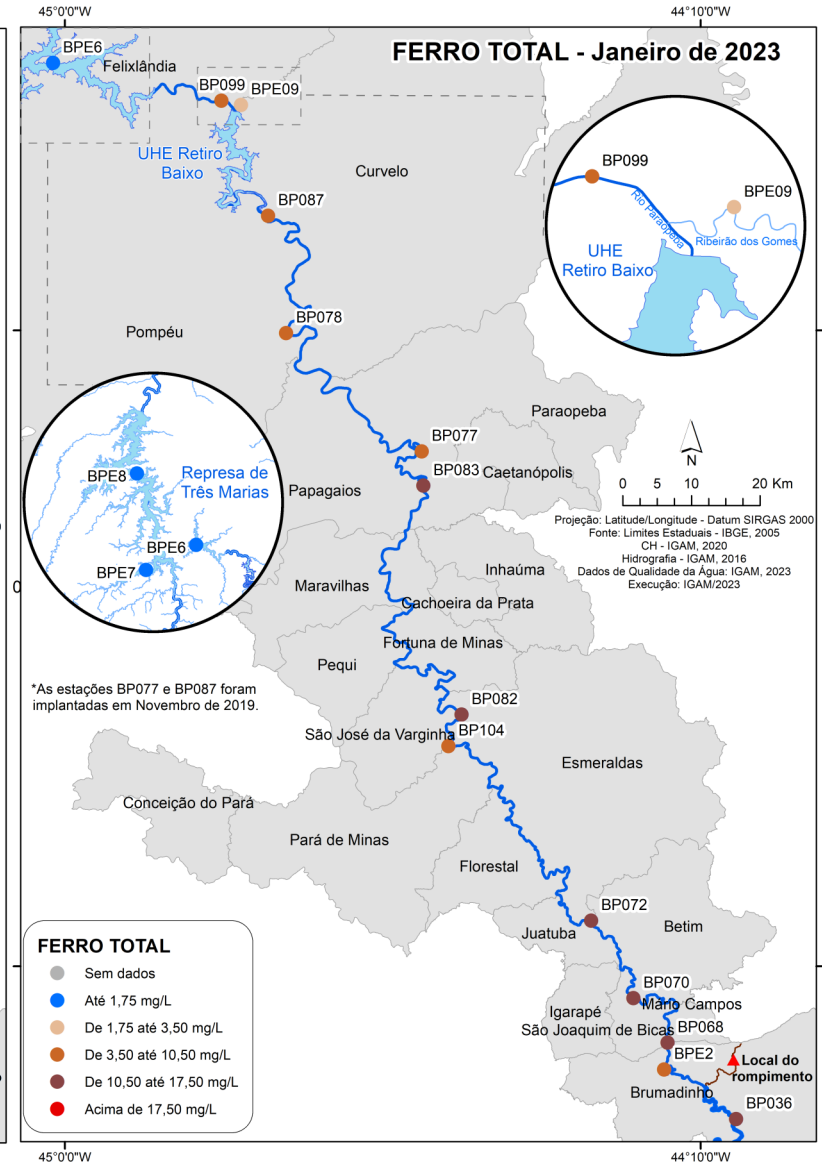 45°0'0"W
44°10'0"W
FERRO TOTAL - Janeiro de 2023
BPE6
Felixlândia
BP099
BPE09
UHE Retiro
Baixo
Curvelo
BP087
BP099
BPE09
Rio Paraopeba
Ribeirão dos Gomes
UHE
Retiro Baixo
BP078
Pompéu
Paraopeba
BP077
BP083
Caetanópolis
Papagaios
N
0 5 10 20 Km
Projeção: Latitude/Longitude - Datum SIRGAS 2000
Fonte: Limites Estaduais - IBGE, 2005
CH - IGAM, 2020
Hidrografia - IGAM, 2016
Dados de Qualidade da Água: IGAM, 2023
Execução: IGAM/2023
BPE8
Represa de
Três Marias
BPE6
BPE7
Inhaúma
Maravilhas
Cachoeira da Prata
Fortuna de Minas
Pequi
*As estações BP077 e BP087 foram
implantadas em Novembro de 2019.
BP082
São José da Varginha
BP104
Esmeraldas
Conceição do Pará
Pará de Minas
Florestal
BP072
Juatuba
Betim
BP070
Mário Campos
Igarapé
São Joaquim de Bicas
BP068
BPE2
Local do
rompimento
Brumadinho
BP036
FERRO TOTAL
Sem dados
Até 1,75 mg/L
De 1,75 até 3,50 mg/L
De 3,50 até 10,50 mg/L
De 10,50 até 17,50 mg/L
Acima de 17,50 mg/L
45°0'0"W
44°10'0"W